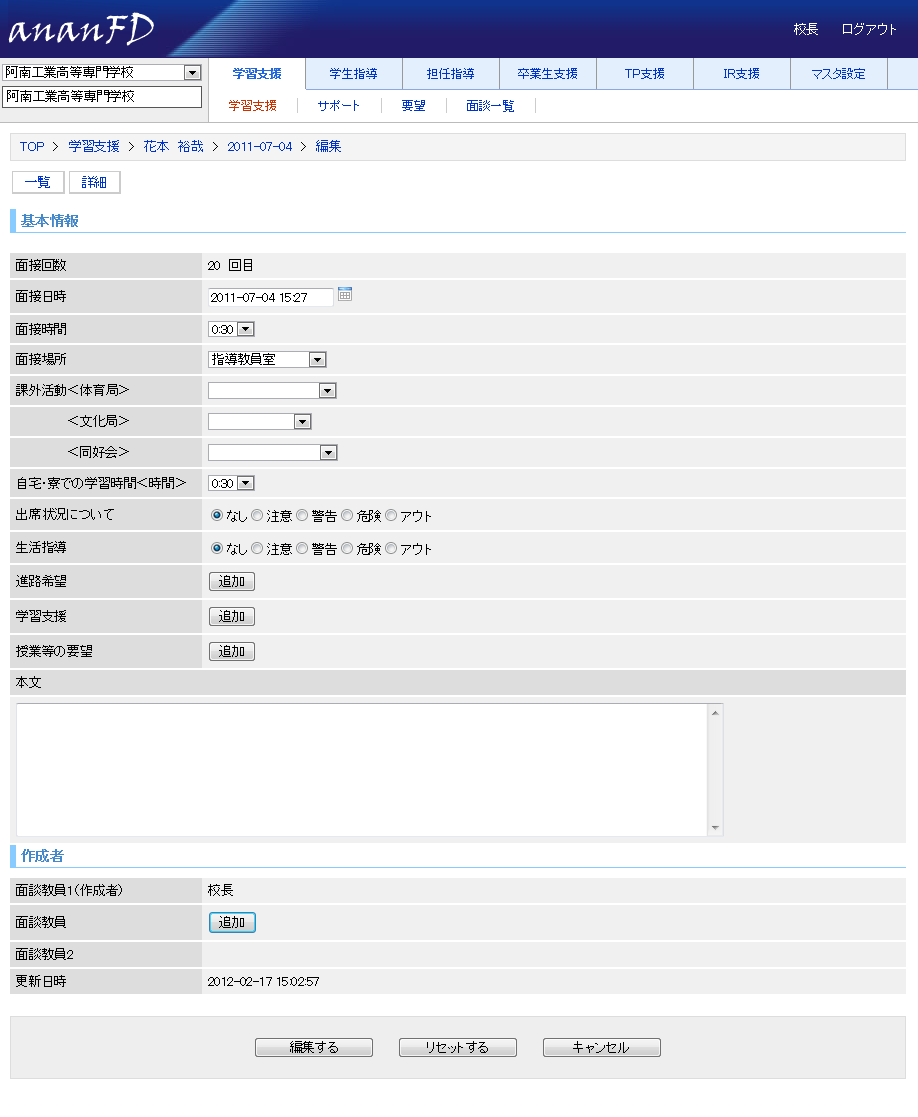 ananFD
校長 ログアウト
阿南工業高等専門学校
阿南工業高等専門学校
学習支援 学生指導 担任指導 卒業生支援 TP支援 IR支援 マスタ設定
学習支援 サポート 要望 面談一覧
TOP > 学習支援 > 花本 裕哉 > 2011-07-04 > 編集
一覧 詳細
基本情報
面接回数 20 回目
面接日時 2011-07-04 15:27
面接時間 0:30
面接場所 指導教員室
課外活動<体育局>
<文化局>
<同好会>
自宅・寮での学習時間<時間> 0:30
出席状況について なし 注意 警告 危険 アウト
生活指導 なし 注意 警告 危険 アウト
進路希望 追加
学習支援 追加
授業等の要望 追加
本文
作成者
面談教員1(作成者) 校長
面談教員 追加
面談教員2
更新日時 2012-02-17 15:02:57
編集する リセットする キャンセル